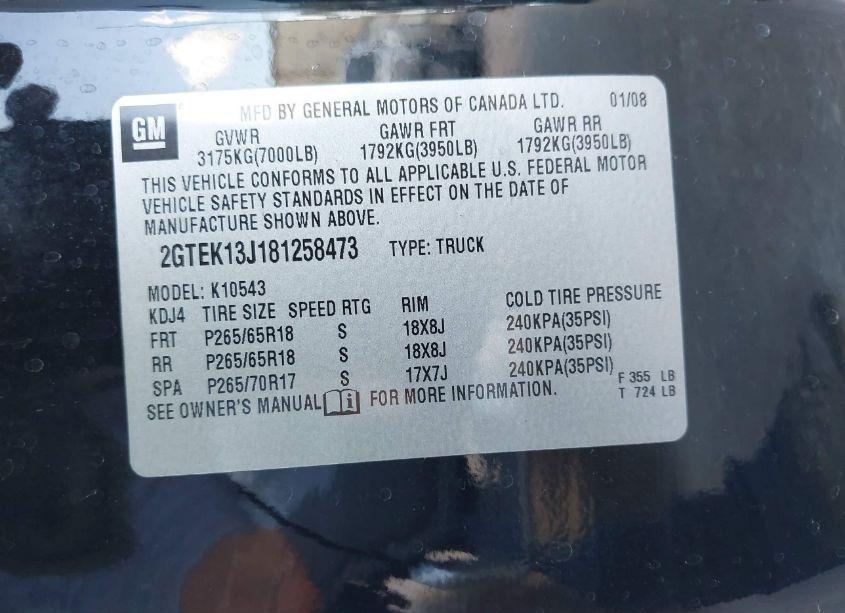 GM MFD BY GENERAL MOTORS OF CANADA LTD. 01/08
GVWR GAWR FRT GAWR RR
3175KG(7000LB) 1792KG(3950LB) 1792KG(3950LB)
THIS VEHICLE CONFORMS TO ALL APPLICABLE U.S. FEDERAL MOTOR
VEHICLE SAFETY STANDARDS IN EFFECT ON THE DATE OF
MANUFACTURE SHOWN ABOVE.
2GTEK13J181258473 TYPE: TRUCK
MODEL: K10543
KDJ4 TIRE SIZE SPEED RTG RIM COLD TIRE PRESSURE
FRT P265/65R18 S 18X8J 240KPA(35PSI)
RR P265/65R18 S 18X8J 240KPA(35PSI)
SPA P265/70R17 S 17X7J 240KPA(35PSI) F 355 LB
SEE OWNER'S MANUAL i FOR MORE INFORMATION. T 724 LB